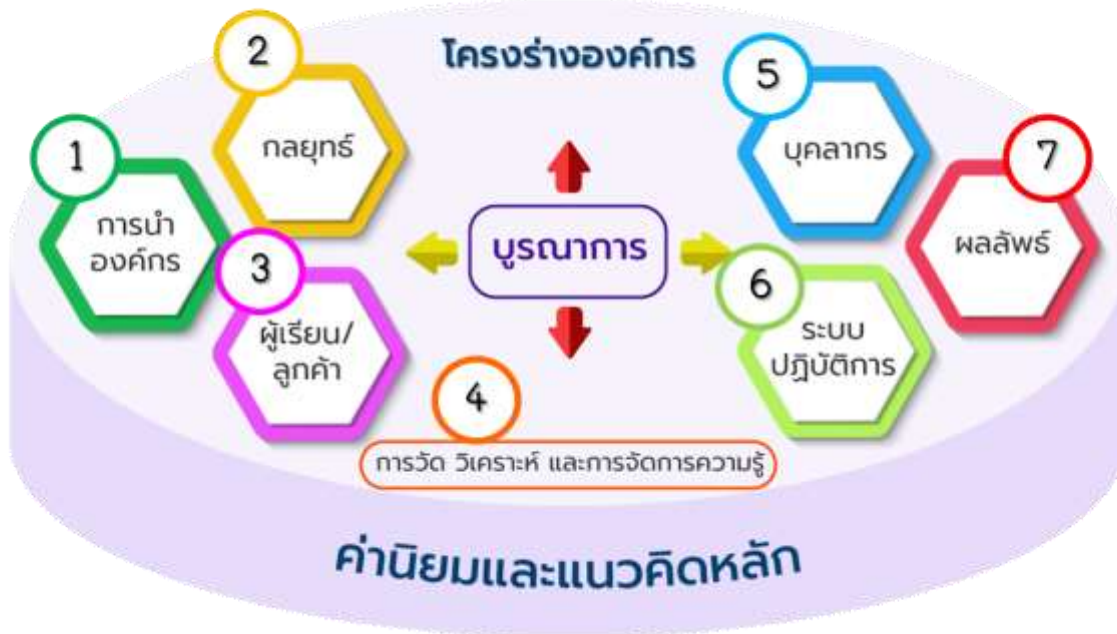 โครงร่างองค์กร
1
การนำ
องค์กร
2
กลยุทธ์
3
ผู้เรียน/
ลูกค้า
4
การวัด วิเคราะห์ และการจัดการความรู้
บูรณาการ
5
บุคลากร
6
ระบบ
ปฏิบัติการ
7
ผลลัพธ์
ค่านิยมและแนวคิดหลัก